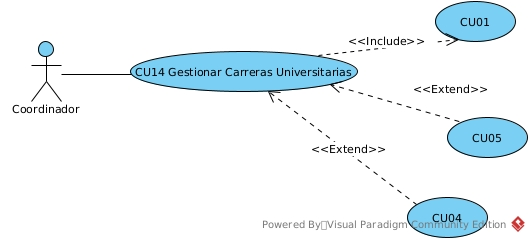 CU01
<<Include>>
CU14 Gestionar Carreras Universitarias
<<Extend>>
Coordinador
CU05
<<Extend>>
CU04
Powered By▯Visual Paradigm Community Edition